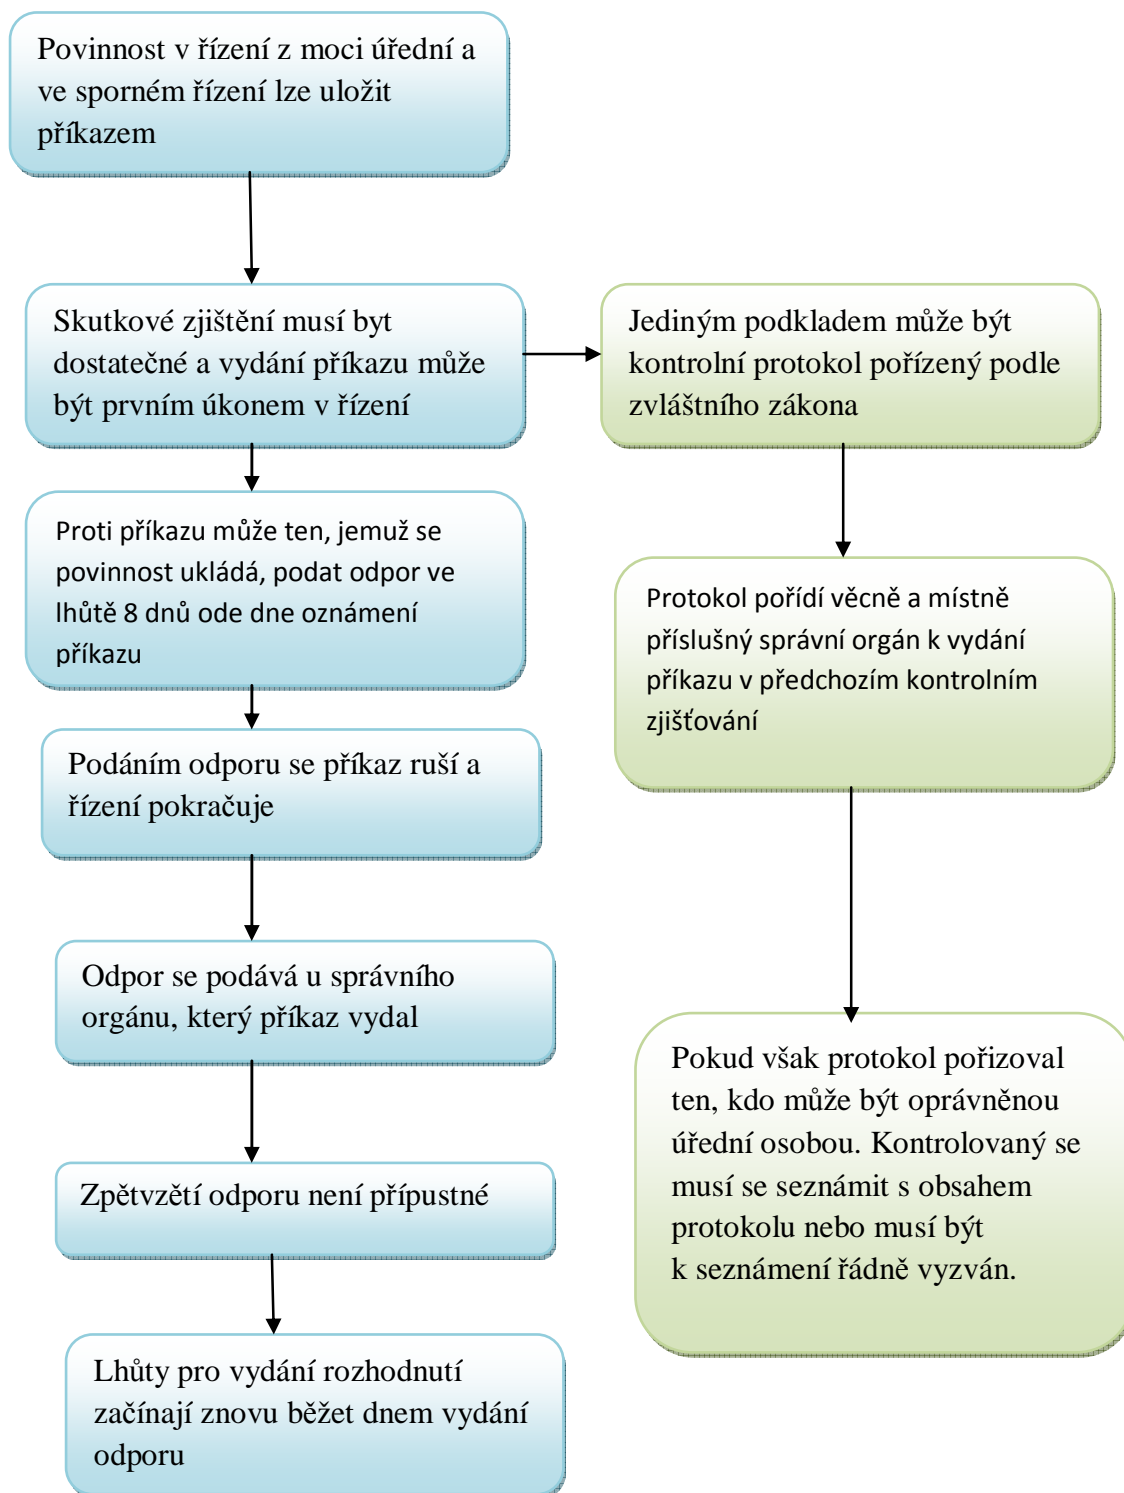 Povinnost v řízení z moci úřední a
ve sporném řízení lze uložit
příkazem
Skutkové zjištění musí byt
dostatečné a vydání příkazu může
být prvním úkonem v řízení
Jediným podkladem může být
kontrolní protokol pořízený podle
zvláštního zákona
Proti příkazu může ten, jemuž se
povinnost ukládá, podat odpor ve
lhůtě 8 dnů ode dne oznámení
příkazu
Protokol pořídí věcně a místně
příslušný správní orgán k vydání
příkazu v předchozím kontrolním
zjišťování
Podáním odporu se příkaz ruší a
řízení pokračuje
Odpor se podává u správního
orgánu, který příkaz vydal
Pokud však protokol pořizoval
ten, kdo může být oprávněnou
úřední osobou. Kontrolovaný se
musí se seznámit s obsahem
protokolu nebo musí být
k seznámení řádně vyzván.
Zpětvzětí odporu není přípustné
Lhůty pro vydání rozhodnutí
začínají znovu běžet dnem vydání
odporu